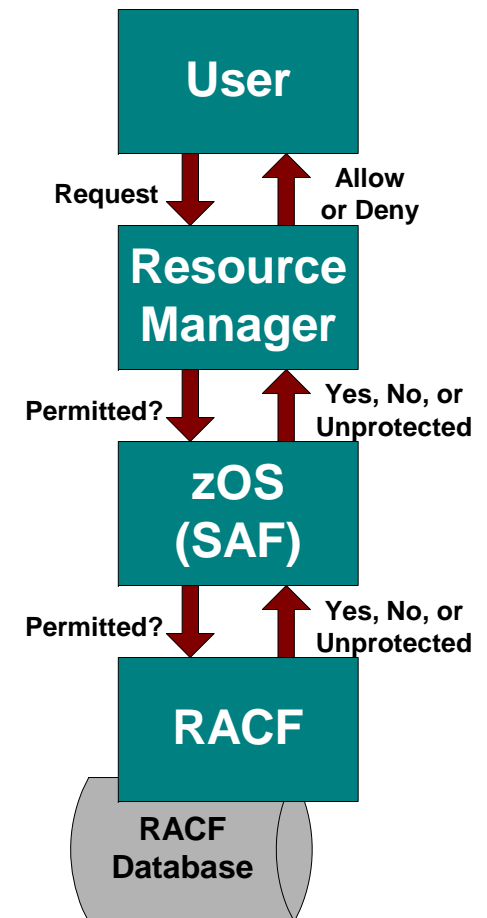 User
Request
Allow
or Deny
Resource
Manager
Permitted?
Yes, No, or
Unprotected
zOS
(SAF)
Permitted?
Yes, No, or
Unprotected
RACF
RACF
Database